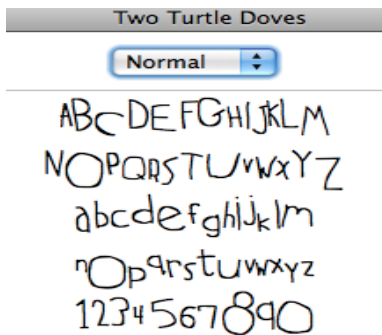 Two Turtle Doves
Normal
ABCDEFGHIJKLM
NOPQRSTUVWXYZ
abcdefghijklm
nopqrstuvwxyz
1234567890